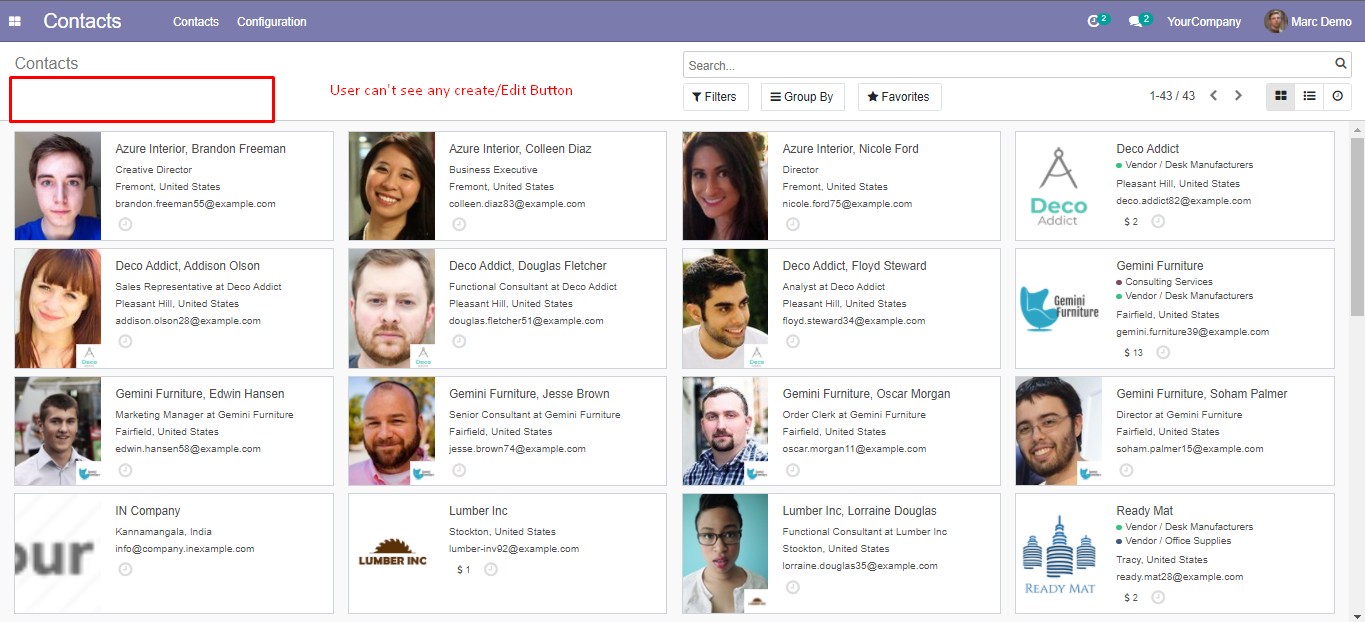 Contacts Contacts Configuration 2 2 YourCompany Marc Demo
Contacts
Search...
User can't see any create/Edit Button
Filters Group By Favorites 1-43 / 43
Azure Interior, Brandon Freeman
Creative Director
Fremont, United States
brandon.freeman55@example.com
Azure Interior, Colleen Diaz
Business Executive
Fremont, United States
colleen.diaz83@example.com
Azure Interior, Nicole Ford
Director
Fremont, United States
nicole.ford75@example.com
Deco
Addict
Deco Addict
Vendor / Desk Manufacturers
Pleasant Hill, United States
deco.addict82@example.com
$ 2
Deco Addict, Addison Olson
Sales Representative at Deco Addict
Pleasant Hill, United States
addison.olson28@example.com
Deco Addict, Douglas Fletcher
Functional Consultant at Deco Addict
Pleasant Hill, United States
douglas.fletcher51@example.com
Deco Addict, Floyd Steward
Analyst at Deco Addict
Pleasant Hill, United States
floyd.steward34@example.com
Gemini
Furniture
Gemini Furniture
Consulting Services
Vendor / Desk Manufacturers
Fairfield, United States
gemini.furniture39@example.com
$ 13
Gemini Furniture, Edwin Hansen
Marketing Manager at Gemini Furniture
Fairfield, United States
edwin.hansen58@example.com
Gemini Furniture, Jesse Brown
Senior Consultant at Gemini Furniture
Fairfield, United States
jesse.brown74@example.com
Gemini Furniture, Oscar Morgan
Order Clerk at Gemini Furniture
Fairfield, United States
oscar.morgan11@example.com
Gemini Furniture, Soham Palmer
Director at Gemini Furniture
Fairfield, United States
soham.palmer15@example.com
our
IN Company
Kannamangala, India
info@company.inexample.com
LUMBER INC
Lumber Inc
Stockton, United States
lumber-inv92@example.com
$ 1
Lumber Inc, Lorraine Douglas
Functional Consultant at Lumber Inc
Stockton, United States
lorraine.douglas35@example.com
READY MAT
Ready Mat
Vendor / Desk Manufacturers
Vendor / Office Supplies
Tracy, United States
ready.mat28@example.com
$ 2